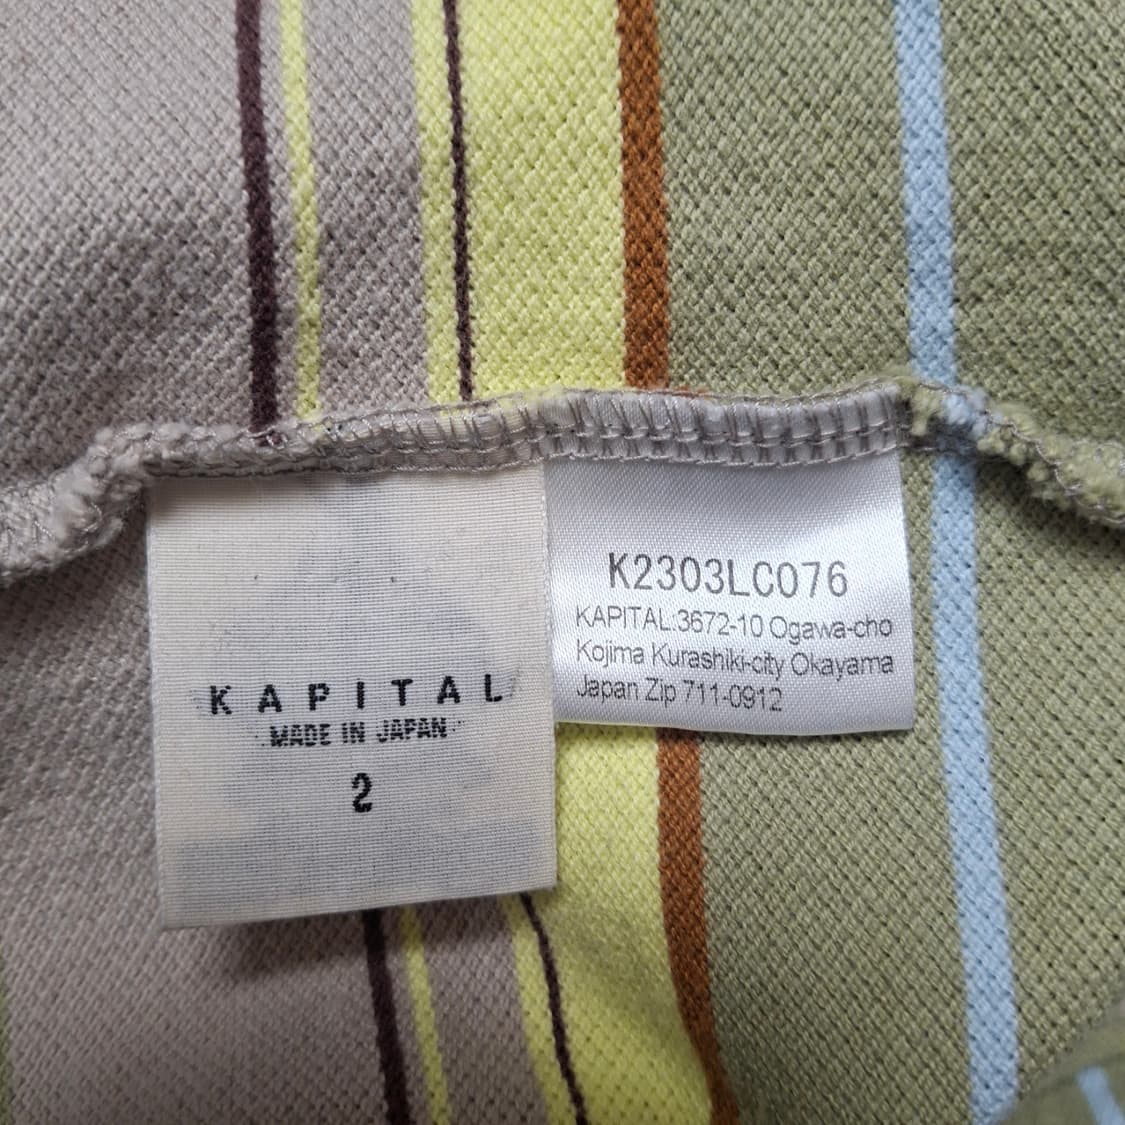 KAPITAL
MADE IN JAPAN
2
K2303LC076
KAPITAL:3672-10 Ogawa-cho
Kojima Kurashiki-city Okayama
Japan Zip 711-0912